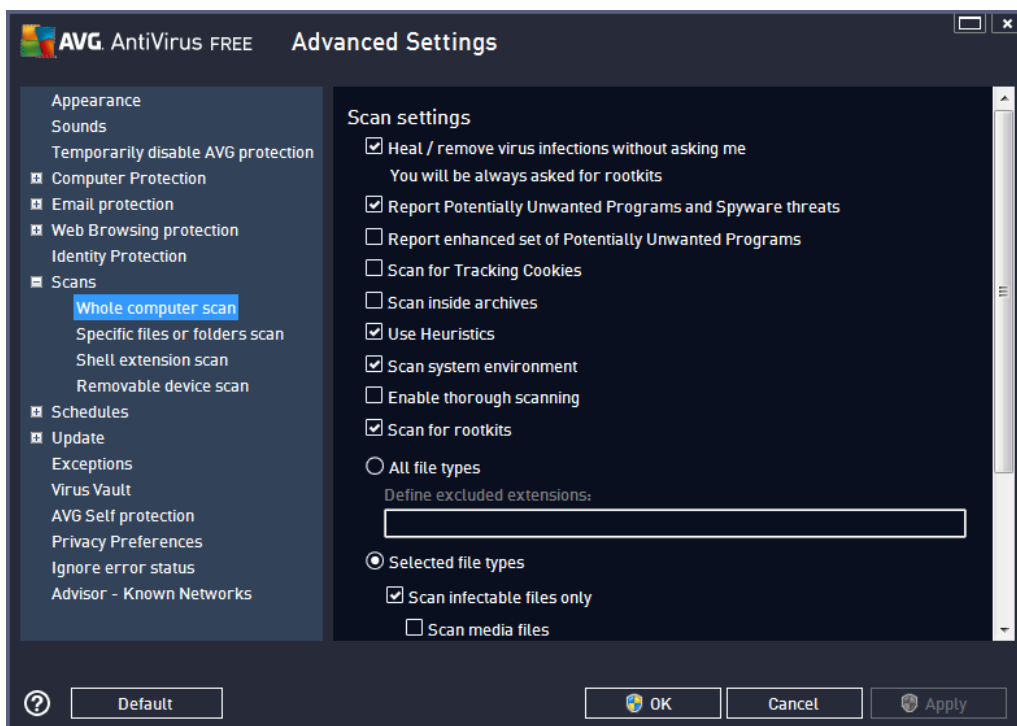 AVG. AntiVirus FREE Advanced Settings
Appearance
Sounds
Temporarily disable AVG protection
Computer Protection
Email protection
Web Browsing protection
Identity Protection
Scans
Whole computer scan
Specific files or folders scan
Shell extension scan
Removable device scan
Schedules
Update
Exceptions
Virus Vault
AVG Self protection
Privacy Preferences
Ignore error status
Advisor - Known Networks
Scan settings
Heal / remove virus infections without asking me
You will be always asked for rootkits
Report Potentially Unwanted Programs and Spyware threats
Report enhanced set of Potentially Unwanted Programs
Scan for Tracking Cookies
Scan inside archives
Use Heuristics
Scan system environment
Enable thorough scanning
Scan for rootkits
All file types
Define excluded extensions:
Selected file types
Scan infectable files only
Scan media files
Default
OK
Cancel
Apply